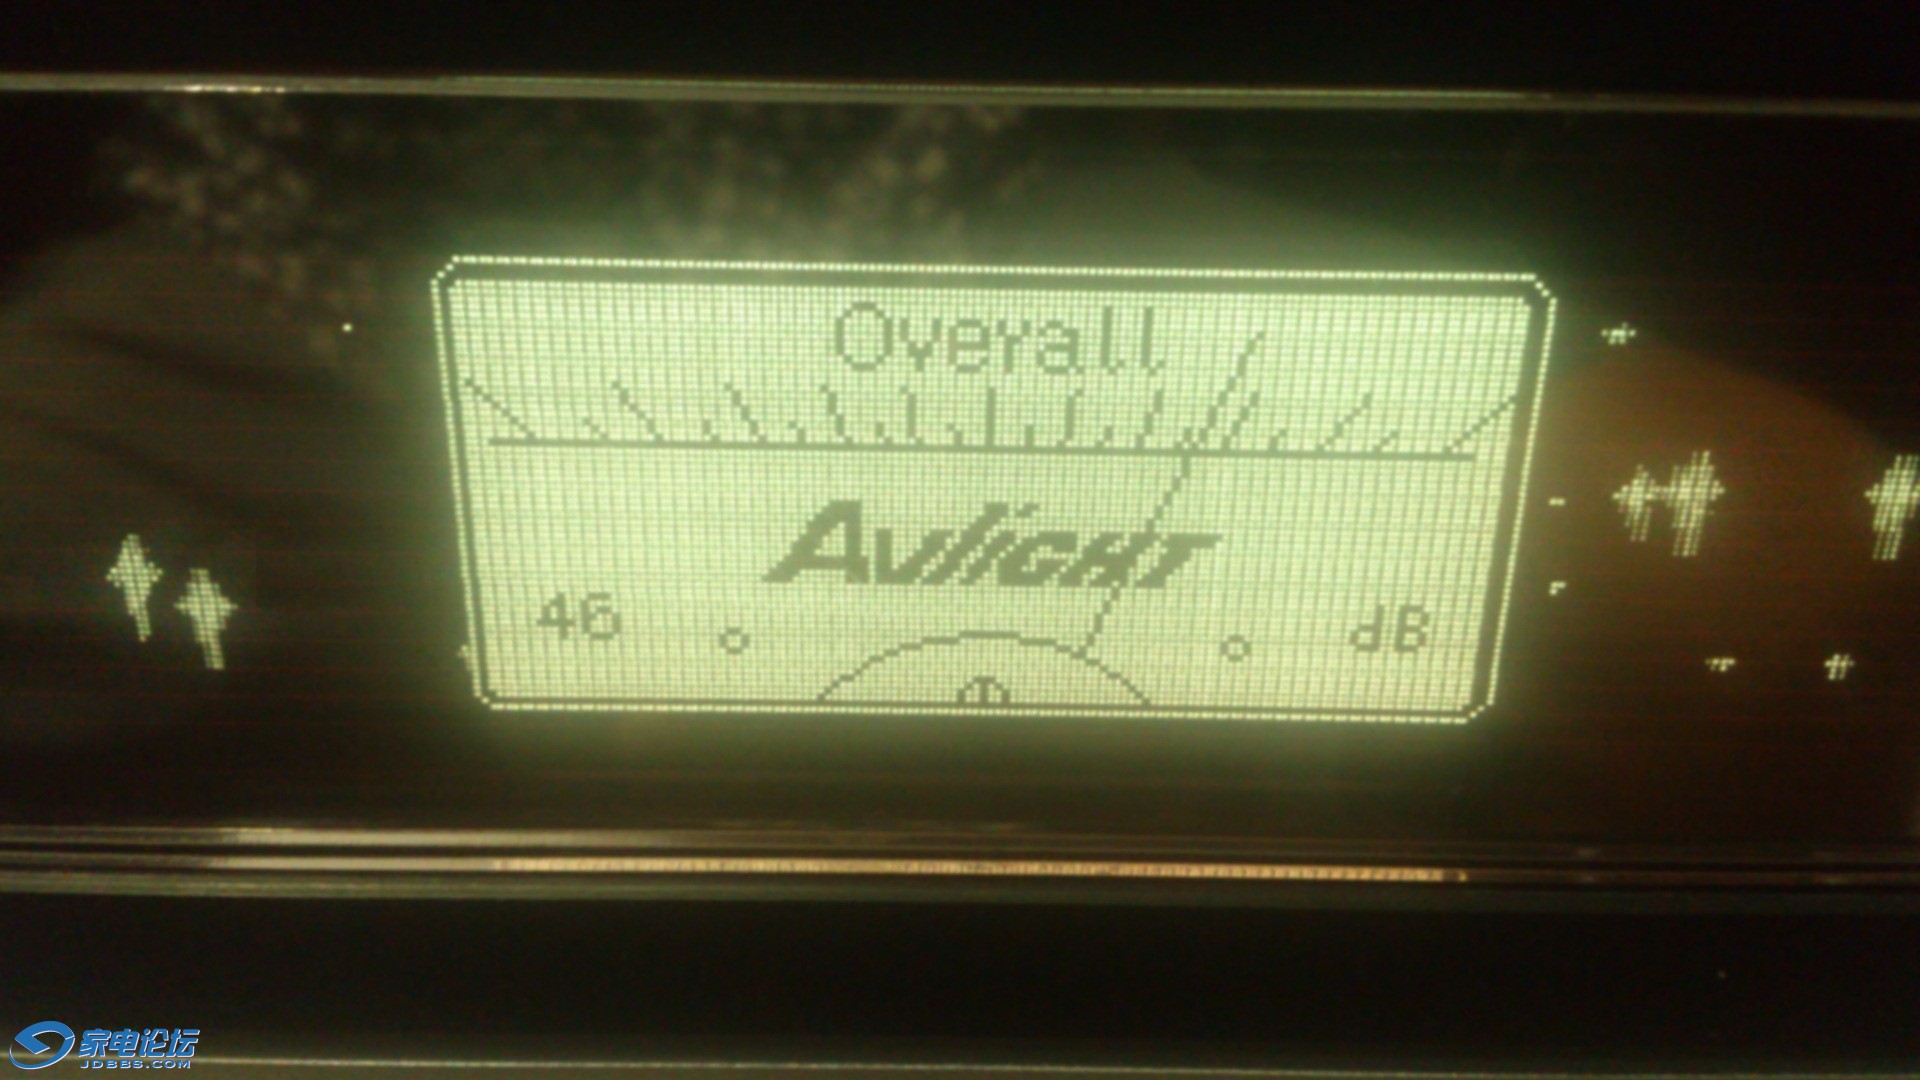 Overall
Avlight
46
dB
家电论坛
JDBBS.COM